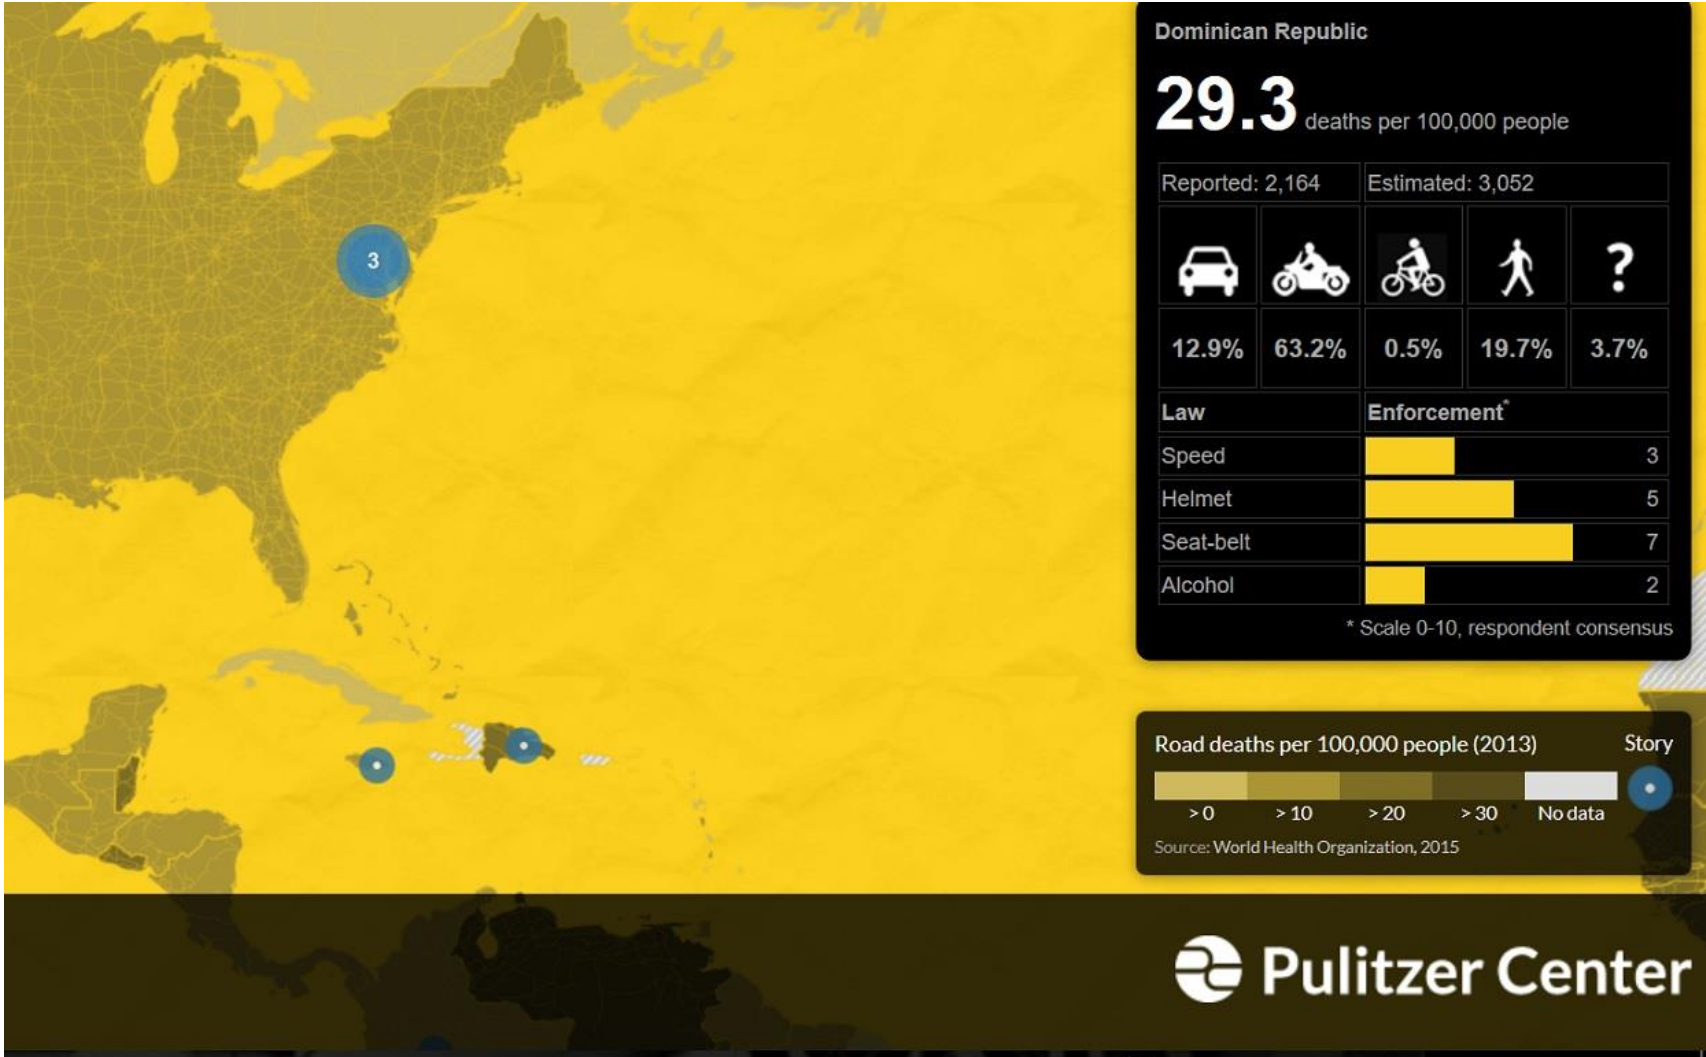 Dominican Republic
29.3 deaths per 100,000 people
Reported: 2,164 Estimated: 3,052
?
12.9% 63.2% 0.5% 19.7% 3.7%
Law Enforcement*
Speed 3
Helmet 5
Seat-belt 7
Alcohol 2
* Scale 0-10, respondent consensus
3
Road deaths per 100,000 people (2013) Story
> 0 > 10 > 20 > 30 No data
Source: World Health Organization, 2015
Pulitzer Center